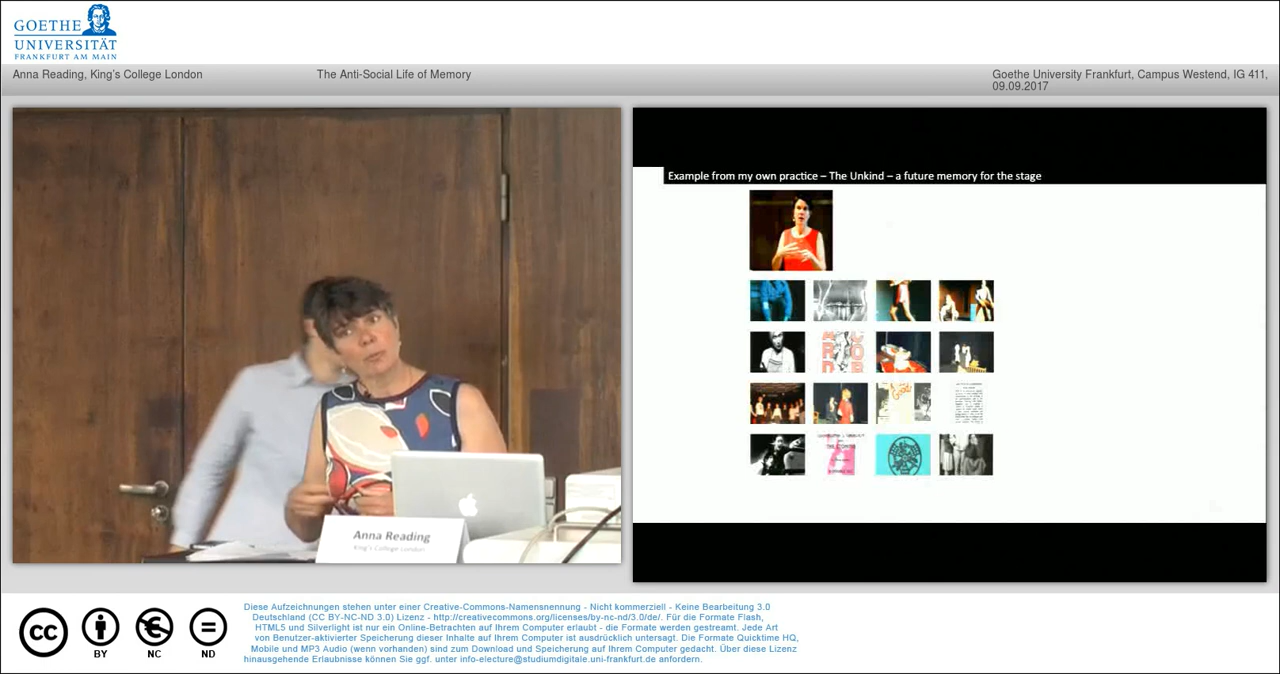 GOETHE
UNIVERSITÄT
FRANKFURT AM MAIN
Anna Reading, King's College London
The Anti-Social Life of Memory
Goethe University Frankfurt, Campus Westend, IG 411,
09.09.2017
Example from my own practice – The Unkind – a future memory for the stage
Anna Reading
King's College London
CC
BY
NC
ND
Diese Aufzeichnungen stehen unter einer Creative-Commons-Namensnennung - Nicht kommerziell - Keine Bearbeitung 3.0
Deutschland (CC BY-NC-ND 3.0) Lizenz - http://creativecommons.org/licenses/by-nc-nd/3.0/de/. Für die Formate Flash,
HTML5 und Silverlight ist nur ein Online-Betrachten auf Ihrem Computer erlaubt - die Formate werden gestreamt. Jede Art
von Benutzer-aktivierter Speicherung dieser Inhalte auf Ihrem Computer ist ausdrücklich untersagt. Die Formate Quicktime HQ,
Mobile und MP3 Audio (wenn vorhanden) sind zum Download und Speicherung auf Ihrem Computer gedacht. Über diese Lizenz
hinausgehende Erlaubnisse können Sie ggf. unter info-electure@studiumdigitale.uni-frankfurt.de anfordern.